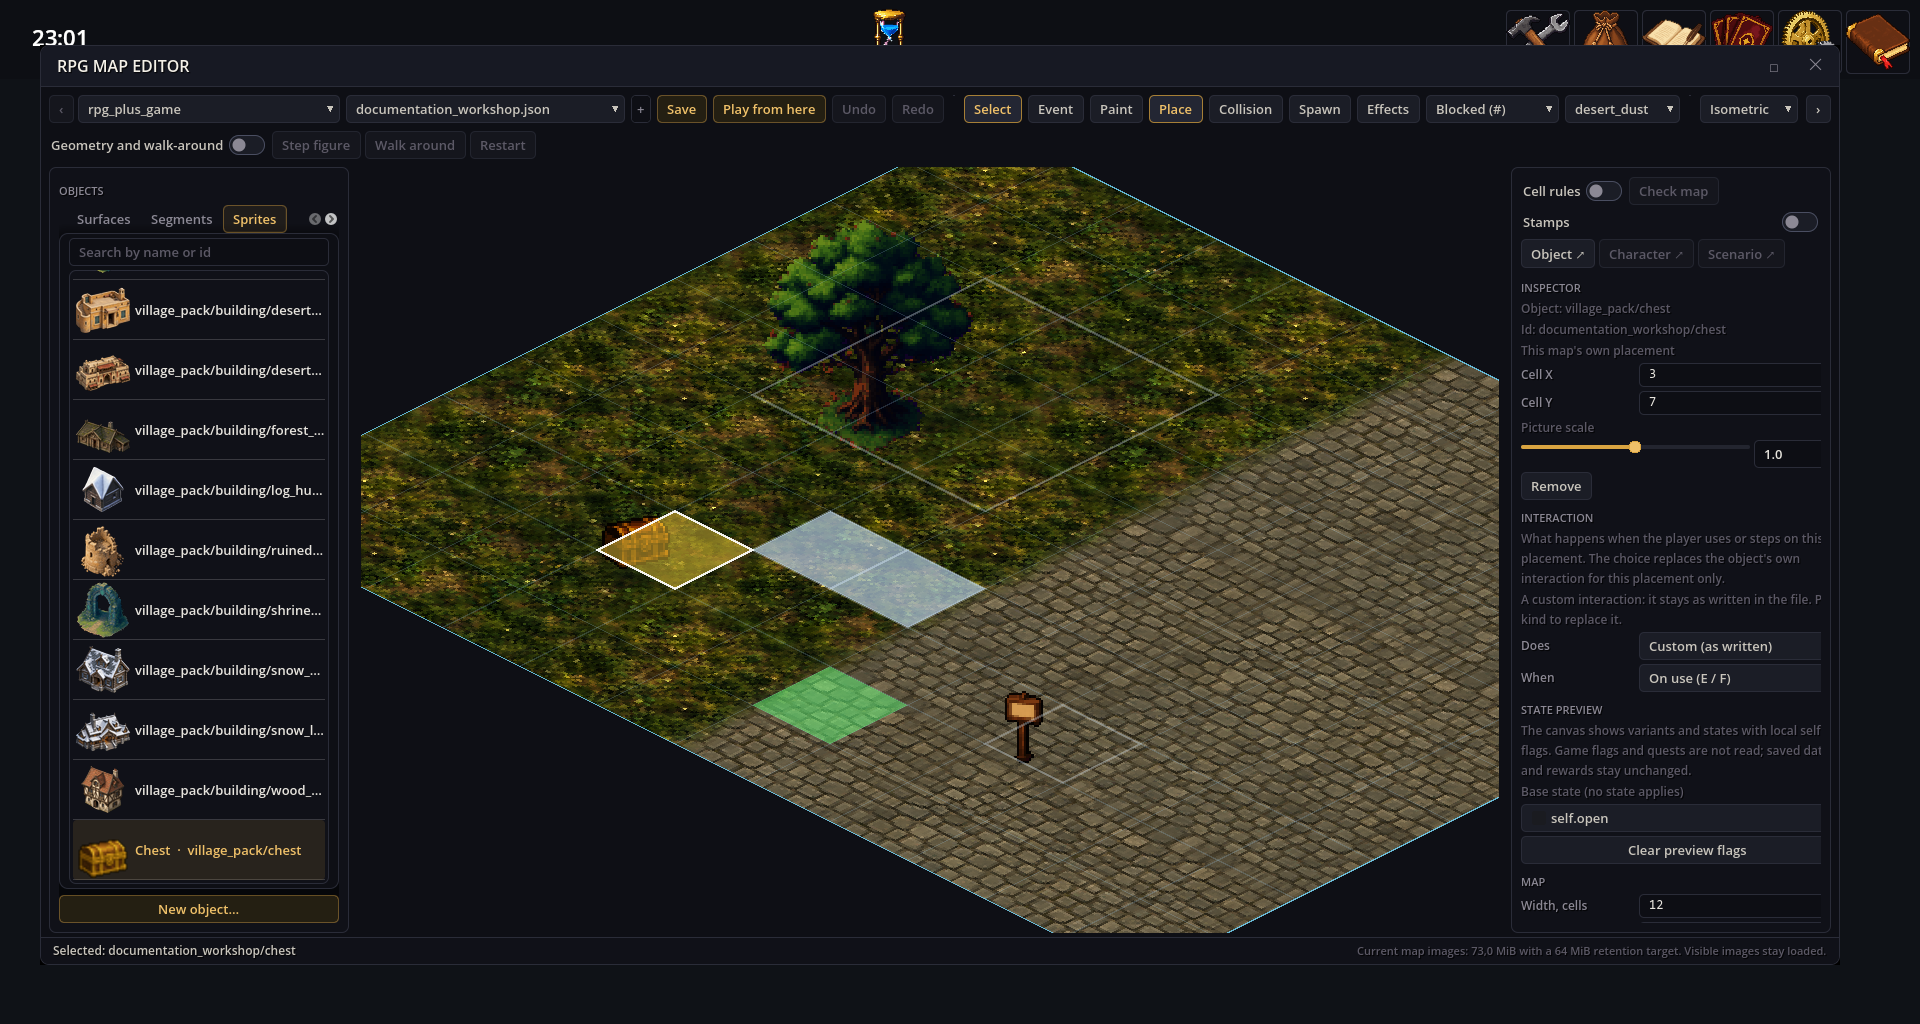 23:01
RPG MAP EDITOR
rpg_plus_game
documentation_workshop.json
+
Save
Play from here
Undo
Redo
Select
Event
Paint
Place
Collision
Spawn
Effects
Blocked (#)
desert_dust
Isometric
Geometry and walk-around
Step figure
Walk around
Restart
OBJECTS
Surfaces
Segments
Sprites
Search by name or id
village_pack/building/desert...
village_pack/building/desert...
village_pack/building/forest_...
village_pack/building/log_hu...
village_pack/building/ruined...
village_pack/building/shrine...
village_pack/building/snow_...
village_pack/building/snow_l...
village_pack/building/wood_...
Chest · village_pack/chest
New object...
Cell rules
Check map
Stamps
Object ↗
Character ↗
Scenario ↗
INSPECTOR
Object: village_pack/chest
Id: documentation_workshop/chest
This map's own placement
Cell X
3
Cell Y
7
Picture scale
1.0
Remove
INTERACTION
What happens when the player uses or steps on this
placement. The choice replaces the object's own
interaction for this placement only.
A custom interaction: it stays as written in the file. P
kind to replace it.
Does
Custom (as written)
When
On use (E / F)
STATE PREVIEW
The canvas shows variants and states with local self
flags. Game flags and quests are not read; saved dat
and rewards stay unchanged.
Base state (no state applies)
self.open
Clear preview flags
MAP
Width, cells
12
Selected: documentation_workshop/chest
Current map images: 73,0 MiB with a 64 MiB retention target. Visible images stay loaded.